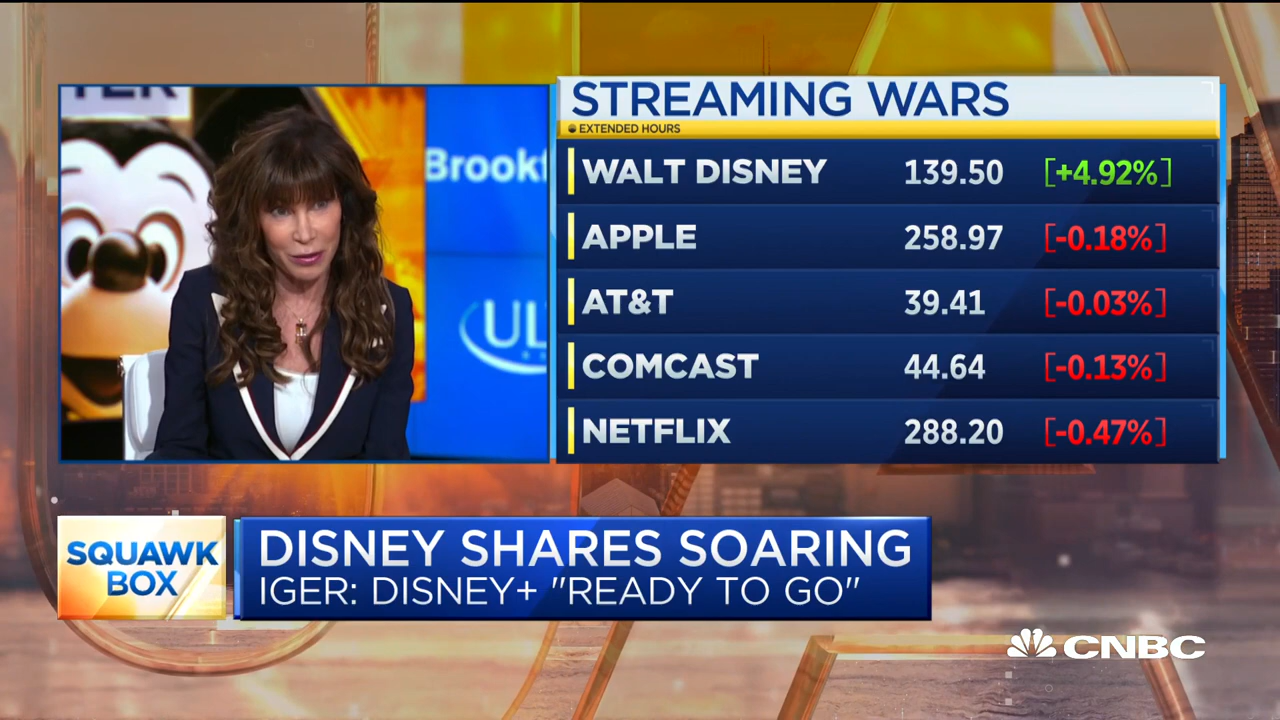 STREAMING WARS
EXTENDED HOURS
WALT DISNEY 139.50 [+4.92%]
APPLE 258.97 [-0.18%]
AT&T 39.41 [-0.03%]
COMCAST 44.64 [-0.13%]
NETFLIX 288.20 [-0.47%]
SQUAWK
BOX
DISNEY SHARES SOARING
IGER: DISNEY+ "READY TO GO"
CNBC